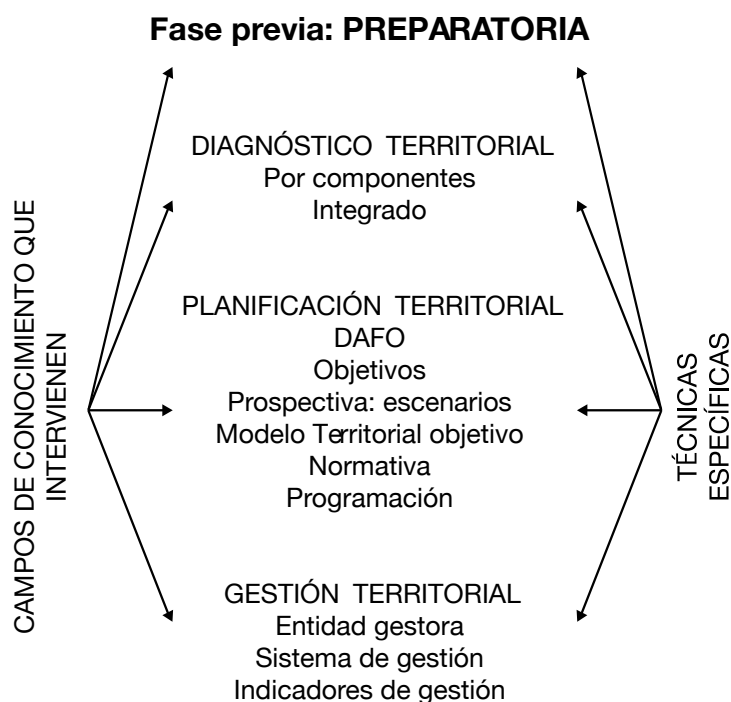 Fase previa: PREPARATORIA
DIAGNÓSTICO TERRITORIAL
Por componentes
Integrado
CAMPOS DE CONOCIMIENTO QUE
INTERVIENEN
PLANIFICACIÓN TERRITORIAL
DAFO
Objetivos
Prospectiva: escenarios
Modelo Territorial objetivo
Normativa
Programación
TÉCNICAS
ESPECÍFICAS
GESTIÓN TERRITORIAL
Entidad gestora
Sistema de gestión
Indicadores de gestión